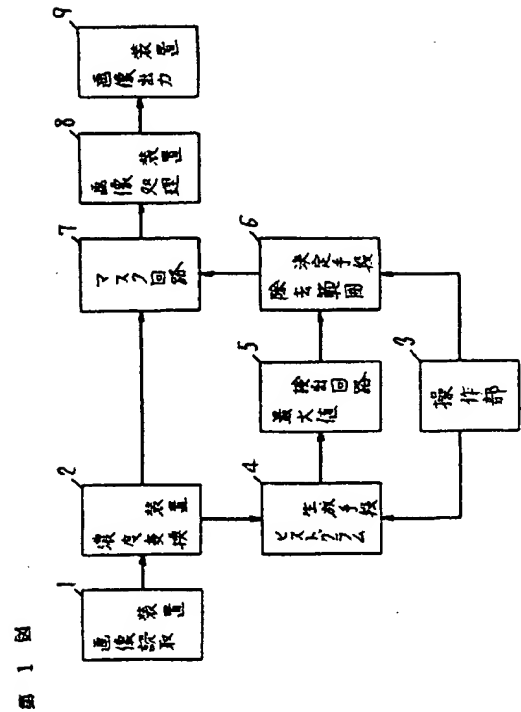 第 1 図
1
画像読取
装置
2
濃度変換
装置
3
操作部
4
ヒストグラム
生成手段
5
最大値
検出回路
6
除去範囲
決定手段
7
マスク回路
8
画像処理
装置
9
画像出力
装置